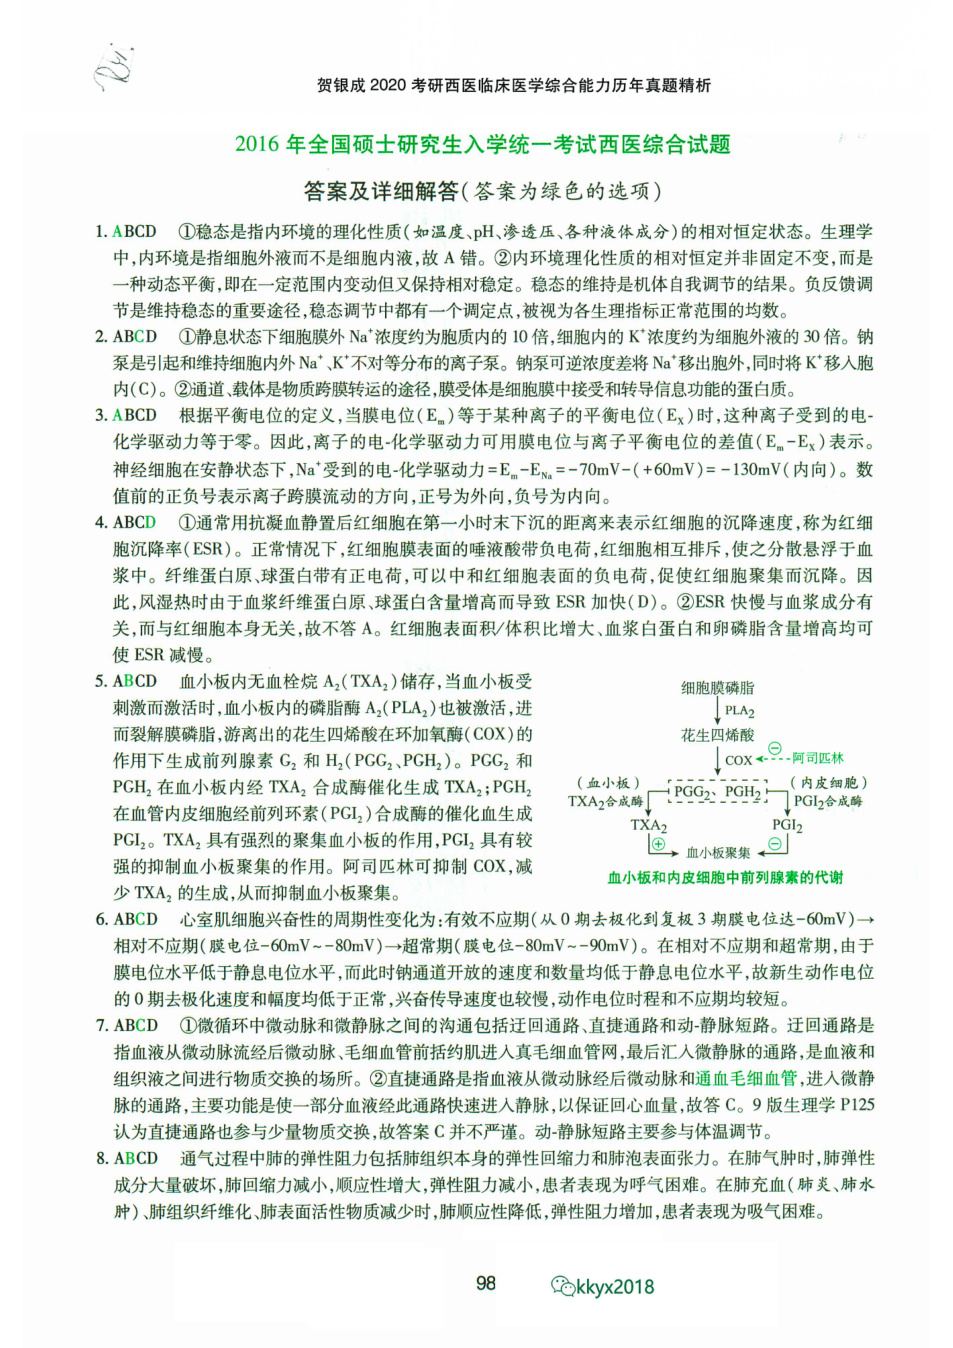 贺银成 2020 考研西医临床医学综合能力历年真题精析
2016 年全国硕士研究生入学统一考试西医综合试题
答案及详细解答(答案为绿色的选项)
1. ABCD ①稳态是指内环境的理化性质(如温度、pH、渗透压、各种液体成分)的相对恒定状态。生理学
中,内环境是指细胞外液而不是细胞内液,故 A 错。②内环境理化性质的相对恒定并非固定不变,而是
一种动态平衡,即在一定范围内变动但又保持相对稳定。稳态的维持是机体自我调节的结果。负反馈调
节是维持稳态的重要途径,稳态调节中都有一个调定点,被视为各生理指标正常范围的均数。
2. ABCD ①静息状态下细胞膜外 Na⁺浓度约为胞质内的 10 倍,细胞内的 K⁺浓度约为细胞外液的 30 倍。钠
泵是引起和维持细胞内外 Na⁺、K⁺不对等分布的离子泵。钠泵可逆浓度差将 Na⁺移出胞外,同时将 K⁺移入胞
内(C)。②通道、载体是物质跨膜转运的途径,膜受体是细胞膜中接受和转导信息功能的蛋白质。
3. ABCD 根据平衡电位的定义,当膜电位(Eₘ)等于某种离子的平衡电位(Eₓ)时,这种离子受到的电-
化学驱动力等于零。因此,离子的电-化学驱动力可用膜电位与离子平衡电位的差值(Eₘ-Eₓ)表示。
神经细胞在安静状态下,Na⁺受到的电-化学驱动力=Eₘ-E_Na=-70mV-(+60mV)=-130mV(内向)。数
值前的正负号表示离子跨膜流动的方向,正号为外向,负号为内向。
4. ABCD ①通常用抗凝血静置后红细胞在第一小时末下沉的距离来表示红细胞的沉降速度,称为红细
胞沉降率(ESR)。正常情况下,红细胞膜表面的唾液酸带负电荷,红细胞相互排斥,使之分散悬浮于血
浆中。纤维蛋白原、球蛋白带有正电荷,可以中和红细胞表面的负电荷,促使红细胞聚集而沉降。因
此,风湿热时由于血浆纤维蛋白原、球蛋白含量增高而导致 ESR 加快(D)。②ESR 快慢与血浆成分有
关,而与红细胞本身无关,故不答 A。红细胞表面积/体积比增大、血浆白蛋白和卵磷脂含量增高均可
使 ESR 减慢。
5. ABCD 血小板内无血栓烷 A₂(TXA₂)储存,当血小板受
刺激而激活时,血小板内的磷脂酶 A₂(PLA₂)也被激活,进
而裂解膜磷脂,游离出的花生四烯酸在环加氧酶(COX)的
作用下生成前列腺素 G₂ 和 H₂(PGG₂、PGH₂)。PGG₂ 和
PGH₂ 在血小板内经 TXA₂ 合成酶催化生成 TXA₂;PGH₂
在血管内皮细胞经前列环素(PGI₂)合成酶的催化血生成
PGI₂。TXA₂ 具有强烈的聚集血小板的作用,PGI₂ 具有较
强的抑制血小板聚集的作用。阿司匹林可抑制 COX,减
少 TXA₂ 的生成,从而抑制血小板聚集。
细胞膜磷脂
PLA₂
花生四烯酸
COX ⊖ 阿司匹林
(血小板) (内皮细胞)
TXA₂合成酶 PGG₂、PGH₂ PGI₂合成酶
TXA₂ PGI₂
⊕ 血小板聚集 ⊖
血小板和内皮细胞中前列腺素的代谢
6. ABCD 心室肌细胞兴奋性的周期性变化为:有效不应期(从 0 期去极化到复极 3 期膜电位达-60mV)→
相对不应期(膜电位-60mV~-80mV)→超常期(膜电位-80mV~-90mV)。在相对不应期和超常期,由于
膜电位水平低于静息电位水平,而此时钠通道开放的速度和数量均低于静息电位水平,故新生动作电位
的 0 期去极化速度和幅度均低于正常,兴奋传导速度也较慢,动作电位时程和不应期均较短。
7. ABCD ①微循环中微动脉和微静脉之间的沟通包括迂回通路、直捷通路和动-静脉短路。迂回通路是
指血液从微动脉流经后微动脉、毛细血管前括约肌进入真毛细血管网,最后汇入微静脉的通路,是血液和
组织液之间进行物质交换的场所。②直捷通路是指血液从微动脉经后微动脉和通血毛细血管,进入微静
脉的通路,主要功能是使一部分血液经此通路快速进入静脉,以保证回心血量,故答 C。9 版生理学 P125
认为直捷通路也参与少量物质交换,故答案 C 并不严谨。动-静脉短路主要参与体温调节。
8. ABCD 通气过程中肺的弹性阻力包括肺组织本身的弹性回缩力和肺泡表面张力。在肺气肿时,肺弹性
成分大量破坏,肺回缩力减小,顺应性增大,弹性阻力减小,患者表现为呼气困难。在肺充血(肺炎、肺水
肿)、肺组织纤维化、肺表面活性物质减少时,肺顺应性降低,弹性阻力增加,患者表现为吸气困难。
98
kkyx2018